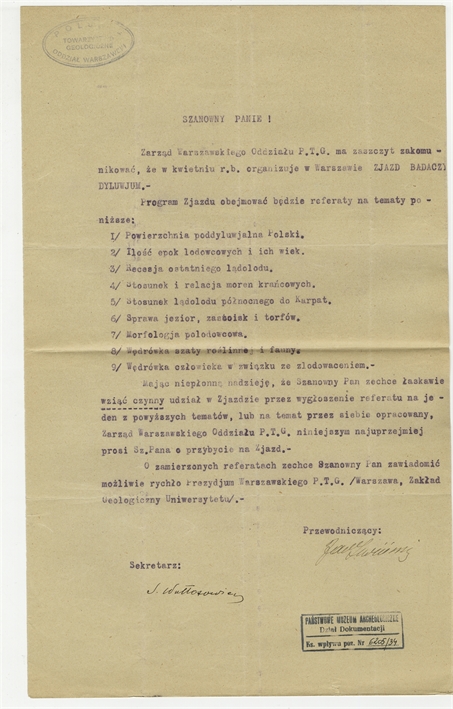 POLSKIE
TOWARZYSTWO
GEOLOGICZNE
ODDZIAŁ WARSZAWSKI
SZANOWNY PANIE !
Zarząd Warszawskiego Oddziału P.T.G. ma zaszczyt zakomu-
nikować, że w kwietniu r.b. organizuje w Warszawie ZJAZD BADACZY
DYLUWJUM.-
Program Zjazdu obejmować będzie referaty na tematy po-
niższe:
1/ Powierzchnia poddyluwjalna Polski.
2/ Ilość epok lodowcowych i ich wiek.
3/ Recesja ostatniego lądolodu.
4/ Stosunek i relacja moren krańcowych.
5/ Stosunek lądolodu północnego do Karpat.
6/ Sprawa jezior, zastoisk i torfów.
7/ Morfologja polodowcowa.
8/ Wędrówka szaty roślinnej i fauny.
9/ Wędrówka człowieka w związku ze zlodowaceniem.-
Mając niepłonną nadzieję, że Szanowny Pan zechce łaskawie
wziąć czynny udział w Zjeździe przez wygłoszenie referatu na je-
den z powyższych tematów, lub na temat przez siebie opracowany,
Zarząd Warszawskiego Oddziału P.T.G. niniejszym najuprzejmiej
prosi Sz.Pana o przybycie na Zjazd.-
O zamierzonych referatach zechce Szanowny Pan zawiadomić
możliwie rychło Prezydjum Warszawskiego P.T.G. /Warszawa, Zakład
Geologiczny Uniwersytetu/.-
Przewodniczący:
Sekretarz:
PAŃSTWOWE MUZEUM ARCHEOLOGICZNE
Dział Dokumentacji
Ks. wpływu poz. Nr